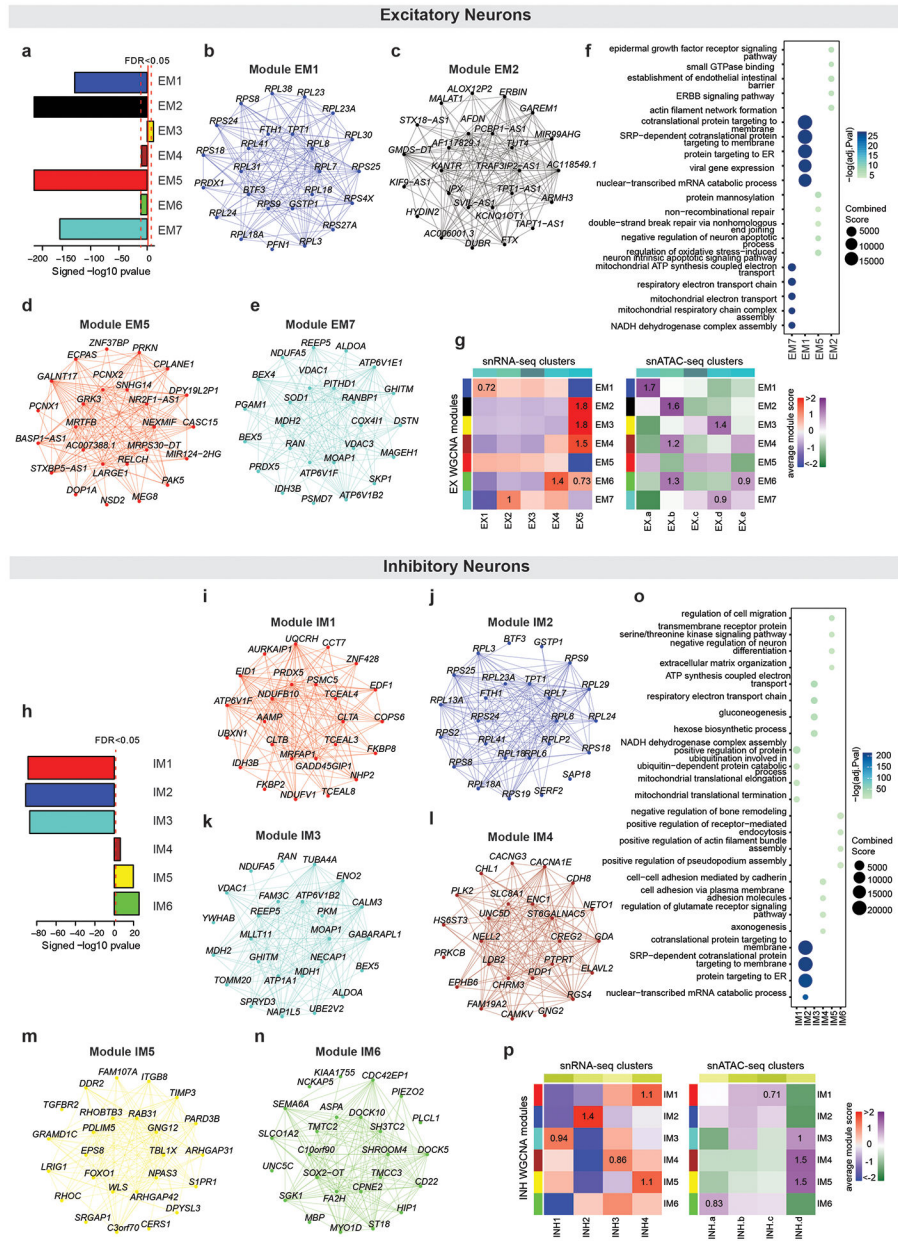 Excitatory Neurons
a
FDR<0.05
EM1
EM2
EM3
EM4
EM5
EM6
EM7
-200
-150
-100
-50
0
Signed -log10 pvalue
b
Module EM1
RPL38
RPL23
RPS8
RPL23A
RPS24
FTH1
TPT1
RPL30
RPS18
RPL41
RPL8
RPL31
RPL7
RPS25
PRDX1
BTF3
RPL18
RPS9
GSTP1
RPS4X
RPL24
RPS27A
RPL18A
PFN1
RPL3
c
Module EM2
ALOX12P2
ERBIN
MALAT1
GAREM1
STX18-AS1
AFDN
PCBP1-AS1
MIR99AHG
AF117829.1
TUT4
GMDS-DT
KANTR
TRAF3IP2-AS1
AC118549.1
KIF9-AS1
JPX
TPT1-AS1
ARMH3
SVIL-AS1
HYDIN2
KCNQ1OT1
TAPT1-AS1
AC006001.3
DUBR
FTX
f
epidermal growth factor receptor signaling
pathway
small GTPase binding
establishment of endothelial intestinal
barrier
ERBB signaling pathway
actin filament network formation
cotranslational protein targeting to
membrane
SRP-dependent cotranslational protein
targeting to membrane
protein targeting to ER
viral gene expression
nuclear-transcribed mRNA catabolic process
protein mannosylation
non-recombinational repair
double-strand break repair via nonhomologous
end joining
negative regulation of neuron apoptotic
process
regulation of oxidative stress-induced
neuron intrinsic apoptotic signaling pathway
mitochondrial ATP synthesis coupled electron
transport
respiratory electron transport chain
mitochondrial electron transport
mitochondrial respiratory chain complex
assembly
NADH dehydrogenase complex assembly
EM7
EM1
EM5
EM2
-log(adj.Pval)
25
20
15
10
5
Combined
Score
5000
10000
15000
d
Module EM5
ZNF37BP
PRKN
ECPAS
CPLANE1
PCNX2
GALNT17
SNHG14
DPY19L2P1
GRK3
NR2F1-AS1
PCNX1
MRTFB
NEXMIF
CASC15
BASP1-AS1
AC007388.1
MRPS30-DT
MIR124-2HG
RELCH
STXBP5-AS1
LARGE1
PAK5
DOP1A
MEG8
NSD2
e
Module EM7
REEP5
ALDOA
NDUFA5
ATP6V1E1
BEX4
VDAC1
PITHD1
GHITM
SOD1
RANBP1
PGAM1
DSTN
MDH2
COX4I1
BEX5
RAN
VDAC3
MAGEH1
MOAP1
PRDX5
ATP6V1F
SKP1
IDH3B
ATP6V1B2
PSMD7
g
snRNA-seq clusters
snATAC-seq clusters
EX WGCNA modules
0.72
EM1
1.7
EM1
1.8
EM2
1.6
EM2
1.8
EM3
1.4
EM3
1.5
EM4
1.2
EM4
EM5
EM5
1.4
0.73
EM6
1.3
0.9
EM6
1
EM7
0.9
EM7
EX1
EX2
EX3
EX4
EX5
EX.a
EX.b
EX.c
EX.d
EX.e
average module score
>2
1
0
-1
<-2
Inhibitory Neurons
h
FDR<0.05
IM1
IM2
IM3
IM4
IM5
IM6
-80
-60
-40
-20
0
20
Signed -log10 pvalue
i
Module IM1
UQCRH
CCT7
AURKAIP1
ZNF428
EID1
PRDX5
PSMC5
EDF1
ATP6V1F
NDUFB10
TCEAL4
AAMP
CLTA
COPS6
UBXN1
CLTB
TCEAL3
FKBP8
MRFAP1
IDH3B
GADD45GIP1
NHP2
FKBP2
TCEAL8
NDUFV1
j
Module IM2
BTF3
GSTP1
RPL3
RPS9
RPS25
RPL23A
TPT1
RPL29
RPL13A
FTH1
RPL7
RPS24
RPL8
RPL24
RPS2
RPL41
RPLP2
RPL19
RPL6
RPS18
RPS8
SAP18
RPL18A
SERF2
RPS19
k
Module IM3
RAN
TUBA4A
NDUFA5
ENO2
VDAC1
FAM3C
ATP6V1B2
CALM3
YWHAB
REEP5
PKM
MLLT11
MOAP1
GABARAPL1
MDH2
GHITM
NECAP1
BEX5
TOMM20
ATP1A1
MDH1
ALDOA
SPRYD3
NAP1L5
UBE2V2
l
Module IM4
CACNG3
CACNA1E
CHL1
CDH8
PLK2
SLC8A1
ENC1
NETO1
HS6ST3
UNC5D
ST6GALNAC5
NELL2
CREG2
GDA
PRKCB
LDB2
PTPRT
ELAVL2
PDP1
EPHB6
CHRM3
RGS4
FAM19A2
GNG2
CAMKV
o
regulation of cell migration
transmembrane receptor protein
serine/threonine kinase signaling pathway
negative regulation of neuron
differentiation
extracellular matrix organization
ATP synthesis coupled electron
transport
respiratory electron transport chain
gluconeogenesis
hexose biosynthetic process
NADH dehydrogenase complex assembly
positive regulation of protein
ubiquitination involved in
ubiquitin-dependent protein catabolic
process
mitochondrial translational elongation
mitochondrial translational termination
negative regulation of bone remodeling
positive regulation of receptor-mediated
endocytosis
positive regulation of actin filament bundle
assembly
positive regulation of pseudopodium assembly
cell-cell adhesion mediated by cadherin
cell adhesion via plasma membrane
adhesion molecules
regulation of glutamate receptor signaling
pathway
axonogenesis
cotranslational protein targeting to
membrane
SRP-dependent cotranslational protein
targeting to membrane
protein targeting to ER
nuclear-transcribed mRNA catabolic process
IM1
IM2
IM3
IM4
IM5
IM6
-log(adj.Pval)
200
150
100
50
Combined
Score
5000
10000
15000
20000
m
Module IM5
FAM107A
ITGB8
DDR2
TIMP3
TGFBR2
RHOBTB3
RAB31
PARD3B
PDLIM5
GNG12
GRAMD1C
EPS8
TBL1X
ARHGAP31
LRIG1
FOXO1
NPAS3
S1PR1
WLS
RHOC
ARHGAP42
DPYSL3
SRGAP1
CERS1
C3orf70
n
Module IM6
KIAA1755
CDC42EP1
NCKAP5
PIEZO2
SEMA6A
ASPA
DOCK10
PLCL1
TMTC2
SH3TC2
SLCO1A2
C10orf90
SHROOM4
DOCK5
UNC5C
SOX2-OT
TMCC3
CD22
CPNE2
SGK1
FA2H
HIP1
MBP
ST18
MYO1D
p
snRNA-seq clusters
snATAC-seq clusters
INH WGCNA modules
1.1
IM1
0.71
IM1
1.4
IM2
IM2
0.94
IM3
1
IM3
0.86
IM4
1.5
IM4
1.1
IM5
1.5
IM5
IM6
0.83
IM6
INH1
INH2
INH3
INH4
INH.a
INH.b
INH.c
INH.d
average module score
>2
1
0
-1
<-2